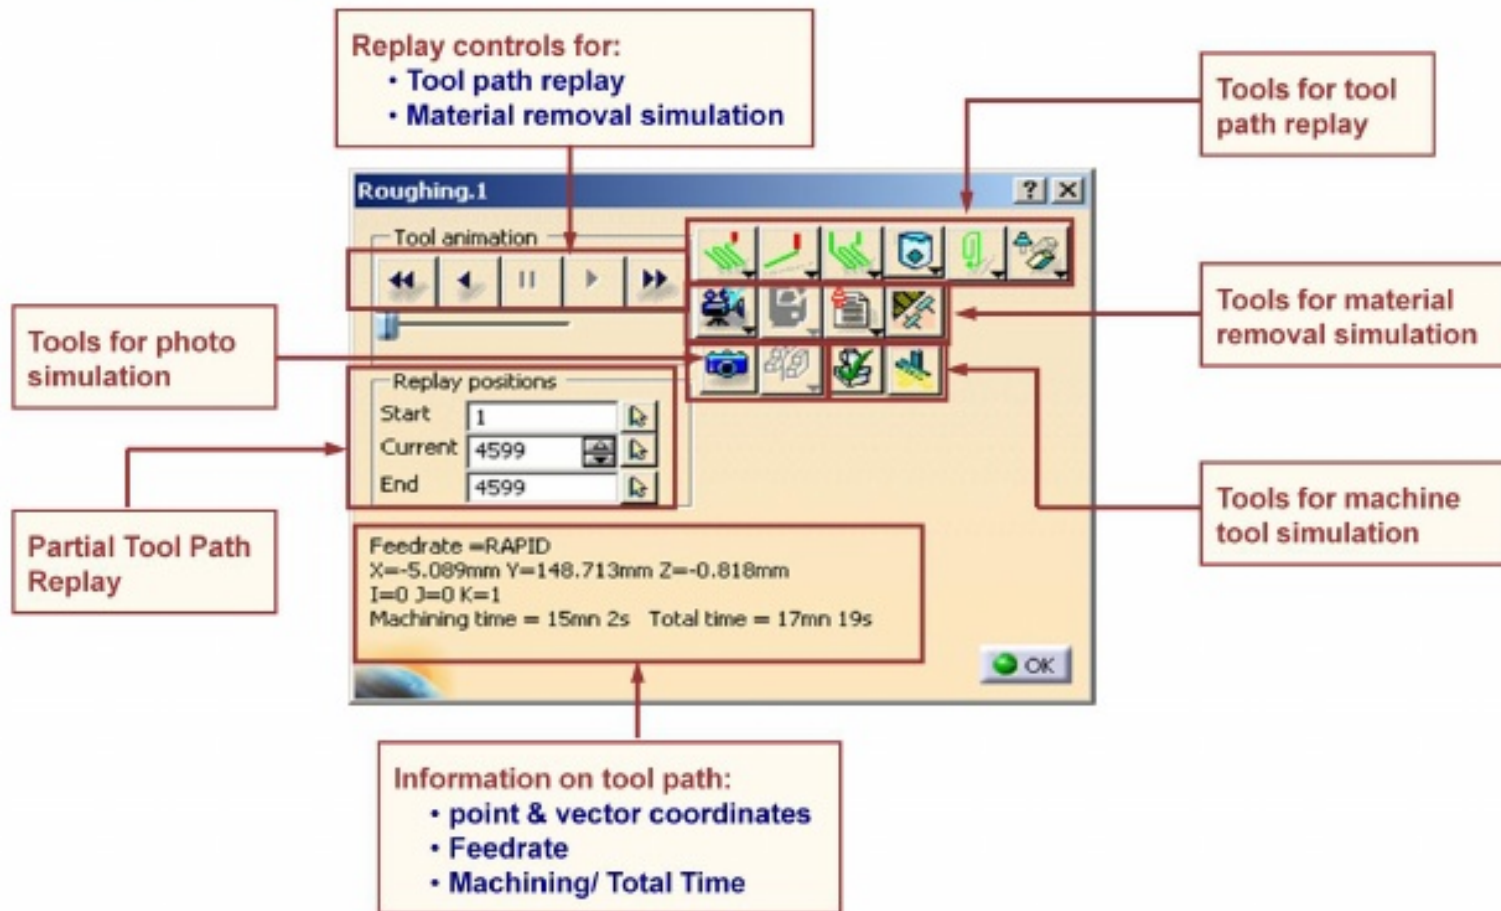 Replay controls for:
• Tool path replay
• Material removal simulation
Tools for tool
path replay
Roughing.1
Tool animation
Tools for material
removal simulation
Tools for photo
simulation
Replay positions
Start 1
Current 4599
End 4599
Tools for machine
tool simulation
Partial Tool Path
Replay
Feedrate =RAPID
X=-5.089mm Y=148.713mm Z=-0.818mm
I=0 J=0 K=1
Machining time = 15mn 2s Total time = 17mn 19s
OK
Information on tool path:
• point & vector coordinates
• Feedrate
• Machining/ Total Time